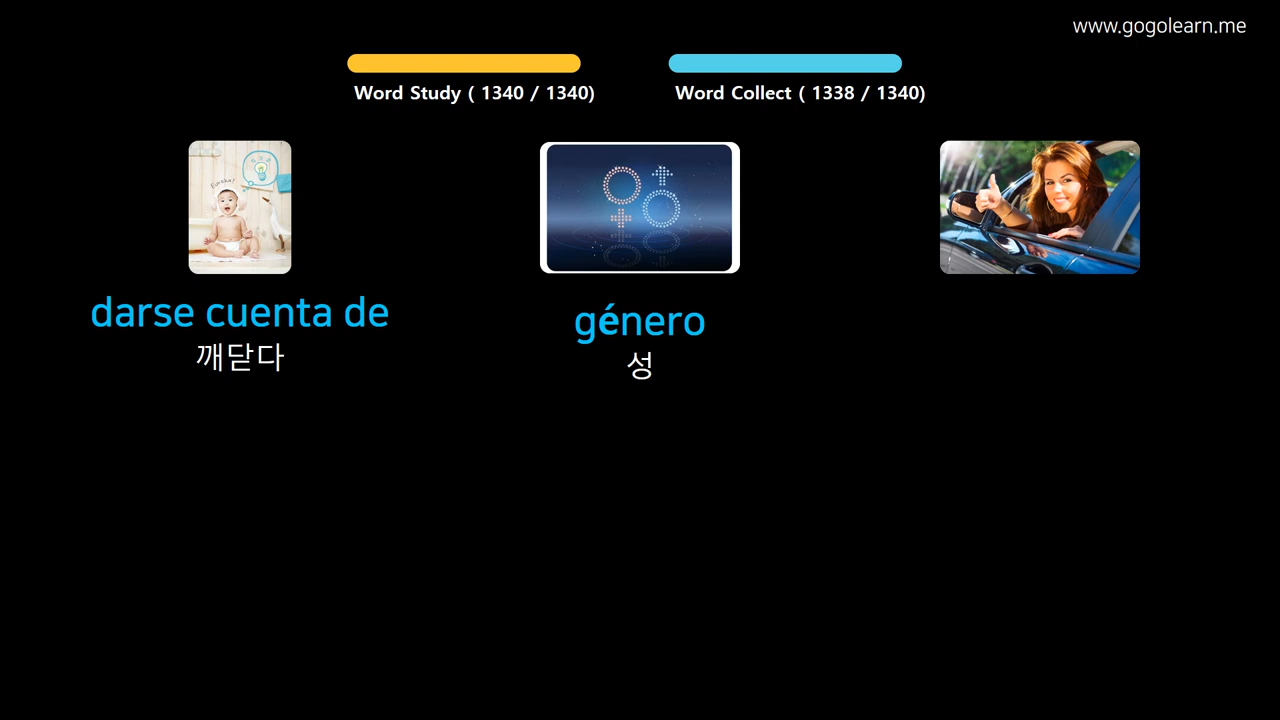 www.gogolearn.me
Word Study ( 1340 / 1340)
Word Collect ( 1338 / 1340)
Eureka!
darse cuenta de
깨닫다
género
성